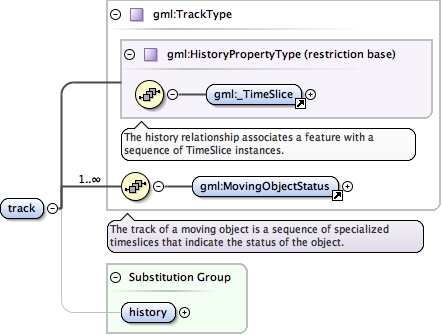 gml:TrackType
gml:HistoryPropertyType (restriction base)
gml:_TimeSlice
The history relationship associates a feature with a
sequence of TimeSlice instances.
1..∞
gml:MovingObjectStatus
track
The track of a moving object is a sequence of specialized
timeslices that indicate the status of the object.
Substitution Group
history